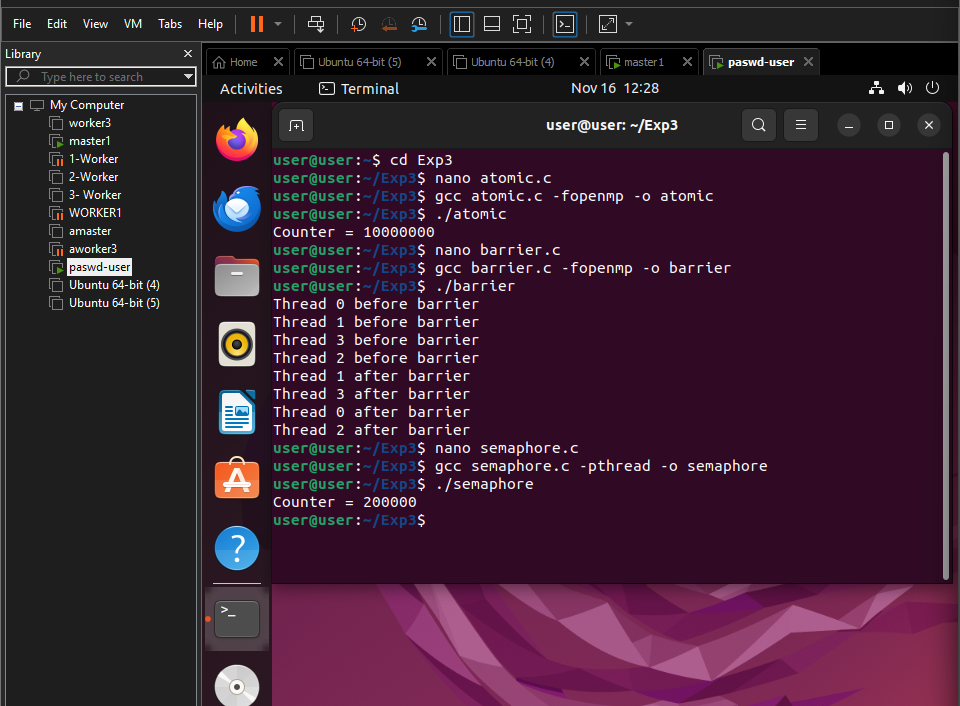 File Edit View VM Tabs Help
Library
Type here to search
My Computer
worker3
master1
1-Worker
2-Worker
3- Worker
WORKER1
amaster
aworker3
paswd-user
Ubuntu 64-bit (4)
Ubuntu 64-bit (5)
Home Ubuntu 64-bit (5) Ubuntu 64-bit (4) master1 paswd-user
Activities Terminal Nov 16 12:28
user@user: ~/Exp3
user@user:~$ cd Exp3
user@user:~/Exp3$ nano atomic.c
user@user:~/Exp3$ gcc atomic.c -fopenmp -o atomic
user@user:~/Exp3$ ./atomic
Counter = 10000000
user@user:~/Exp3$ nano barrier.c
user@user:~/Exp3$ gcc barrier.c -fopenmp -o barrier
user@user:~/Exp3$ ./barrier
Thread 0 before barrier
Thread 1 before barrier
Thread 3 before barrier
Thread 2 before barrier
Thread 1 after barrier
Thread 3 after barrier
Thread 0 after barrier
Thread 2 after barrier
user@user:~/Exp3$ nano semaphore.c
user@user:~/Exp3$ gcc semaphore.c -pthread -o semaphore
user@user:~/Exp3$ ./semaphore
Counter = 200000
user@user:~/Exp3$